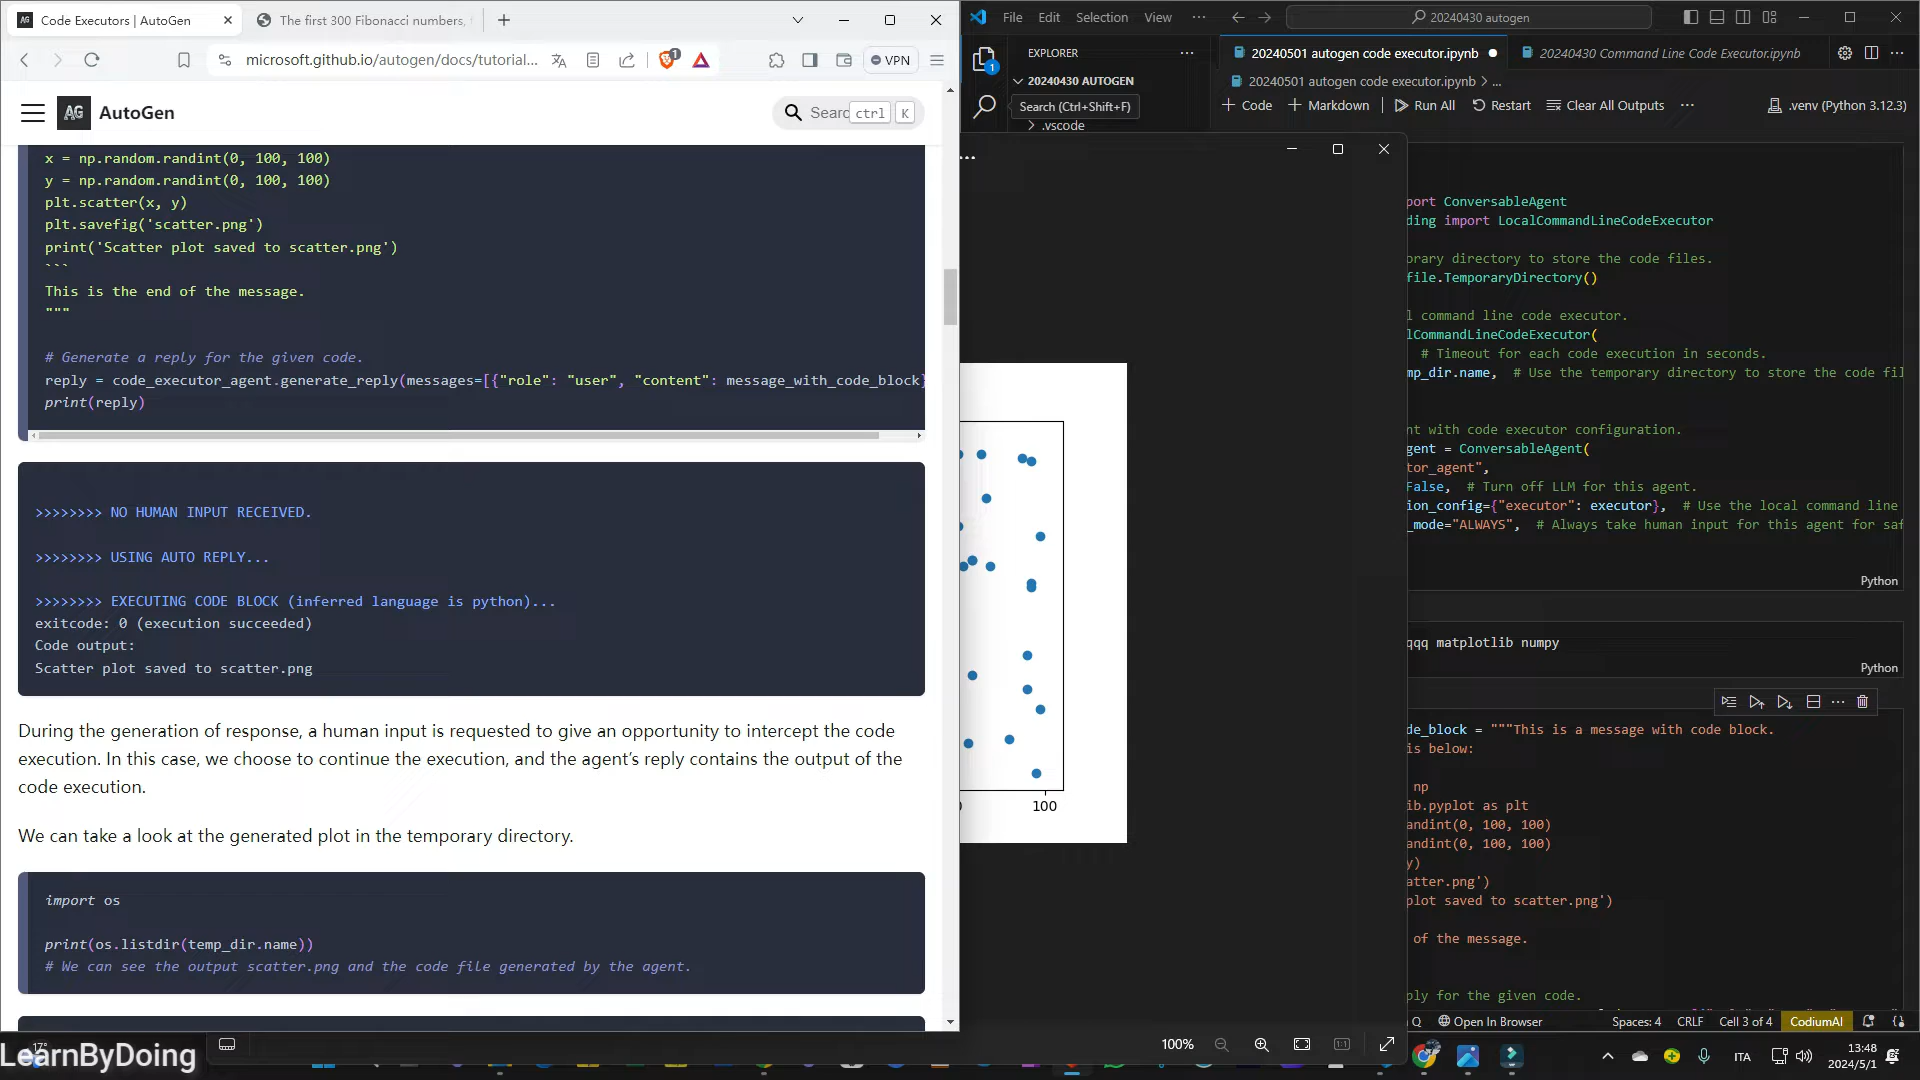 Code Executors | AutoGen
The first 300 Fibonacci numbers,
microsoft.github.io/autogen/docs/tutorial...
1
VPN
AG
AutoGen
Searc
ctrl
K
x = np.random.randint(0, 100, 100)
y = np.random.randint(0, 100, 100)
plt.scatter(x, y)
plt.savefig('scatter.png')
print('Scatter plot saved to scatter.png')
```
This is the end of the message.
"""
# Generate a reply for the given code.
reply = code_executor_agent.generate_reply(messages=[{"role": "user", "content": message_with_code_block}
print(reply)
>>>>>>>> NO HUMAN INPUT RECEIVED.
>>>>>>>> USING AUTO REPLY...
>>>>>>>> EXECUTING CODE BLOCK (inferred language is python)...
exitcode: 0 (execution succeeded)
Code output:
Scatter plot saved to scatter.png
During the generation of response, a human input is requested to give an opportunity to intercept the code
execution. In this case, we choose to continue the execution, and the agent's reply contains the output of the
code execution.
We can take a look at the generated plot in the temporary directory.
import os
print(os.listdir(temp_dir.name))
# We can see the output scatter.png and the code file generated by the agent.
LearnByDoing
100
100%
File Edit Selection View ...
20240430 autogen
EXPLORER
20240430 AUTOGEN
Search (Ctrl+Shift+F)
.vscode
1
20240501 autogen code executor.ipynb
20240430 Command Line Code Executor.ipynb
20240501 autogen code executor.ipynb > ...
+ Code + Markdown Run All Restart Clear All Outputs ...
.venv (Python 3.12.3)
port ConversableAgent
ding import LocalCommandLineCodeExecutor
orary directory to store the code files.
file.TemporaryDirectory()
l command line code executor.
lCommandLineCodeExecutor(
# Timeout for each code execution in seconds.
mp_dir.name, # Use the temporary directory to store the code fil
nt with code executor configuration.
gent = ConversableAgent(
tor_agent",
False, # Turn off LLM for this agent.
ion_config={"executor": executor}, # Use the local command line
_mode="ALWAYS", # Always take human input for this agent for saf
Python
qqq matplotlib numpy
Python
de_block = """This is a message with code block.
is below:
np
ib.pyplot as plt
andint(0, 100, 100)
andint(0, 100, 100)
y)
atter.png')
plot saved to scatter.png')
of the message.
ply for the given code.
Open In Browser
Spaces: 4 CRLF Cell 3 of 4 CodiumAI
ITA
13:48
2024/5/1